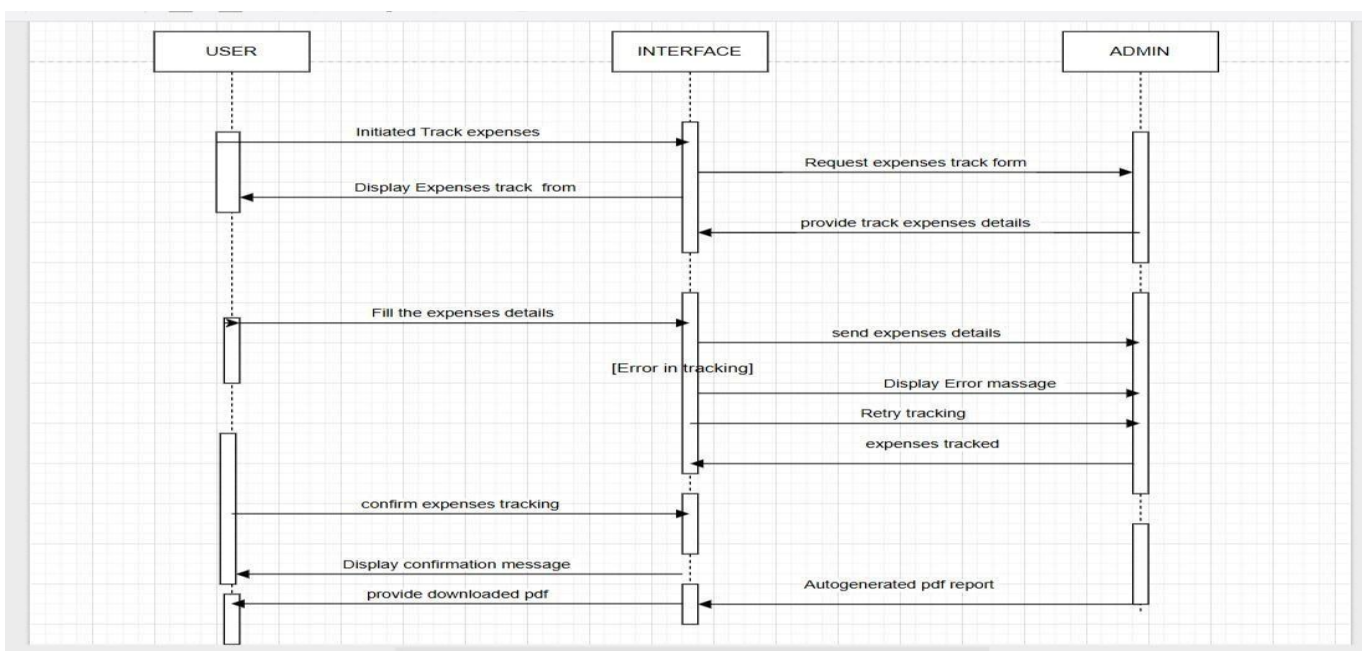 USER
INTERFACE
ADMIN
Initiated Track expenses
Request expenses track form
Display Expenses track from
provide track expenses details
Fill the expenses details
send expenses details
[Error in tracking]
Display Error massage
Retry tracking
expenses tracked
confirm expenses tracking
Display confirmation message
Autogenerated pdf report
provide downloaded pdf